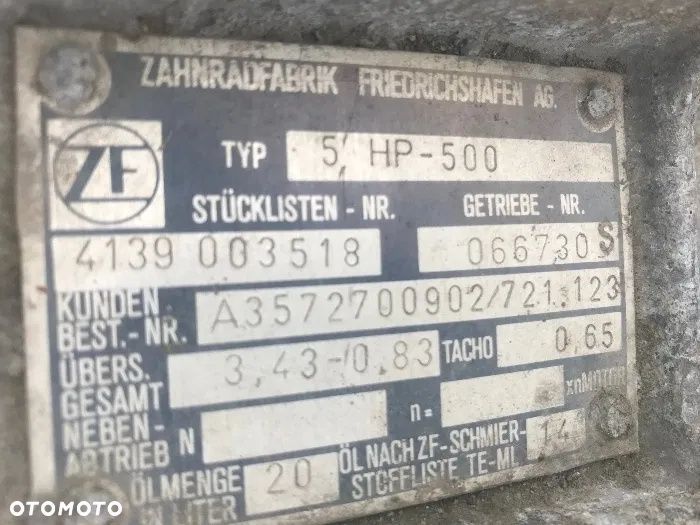 ZAHNRADFABRIK FRIEDRICHSHAFEN AG.
ZF
TYP 5 HP-500
STÜCKLISTEN - NR. GETRIEBE - NR.
4139 003518 066730 S
KUNDEN
BEST.-NR. A3572700902/721.123
ÜBERS.
GESAMT 3,43-/0.83 TACHO 0,65
NEBEN-
ABTRIEB N n= xnMOTOR
ÖLMENGE
IN LITER 20 ÖL NACH ZF-SCHMIER-
STOFFLISTE TE-ML 14
OTOMOTO